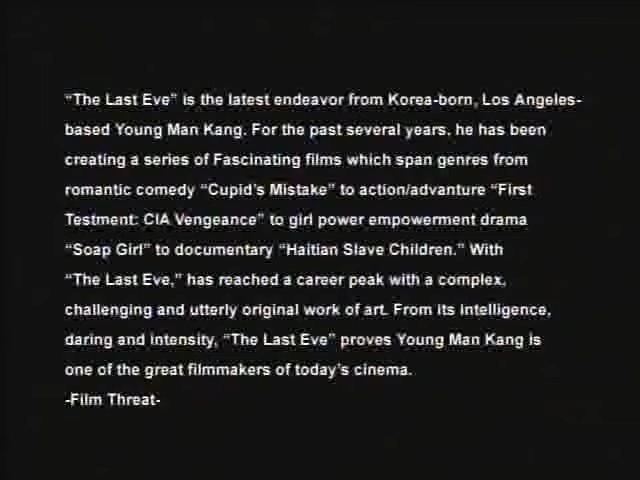 “The Last Eve” is the latest endeavor from Korea-born, Los Angeles-
based Young Man Kang. For the past several years, he has been
creating a series of Fascinating films which span genres from
romantic comedy “Cupid’s Mistake” to action/advanture “First
Testment: CIA Vengeance” to girl power empowerment drama
“Soap Girl” to documentary “Haitian Slave Children.” With
“The Last Eve,” has reached a career peak with a complex,
challenging and utterly original work of art. From its intelligence,
daring and intensity, “The Last Eve” proves Young Man Kang is
one of the great filmmakers of today’s cinema.
-Film Threat-